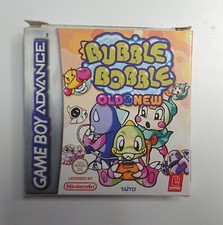 GAME BOY ADVANCE
BUBBLE
BOBBLE
OLD & NEW
LICENSED BY
Nintendo
TAITO